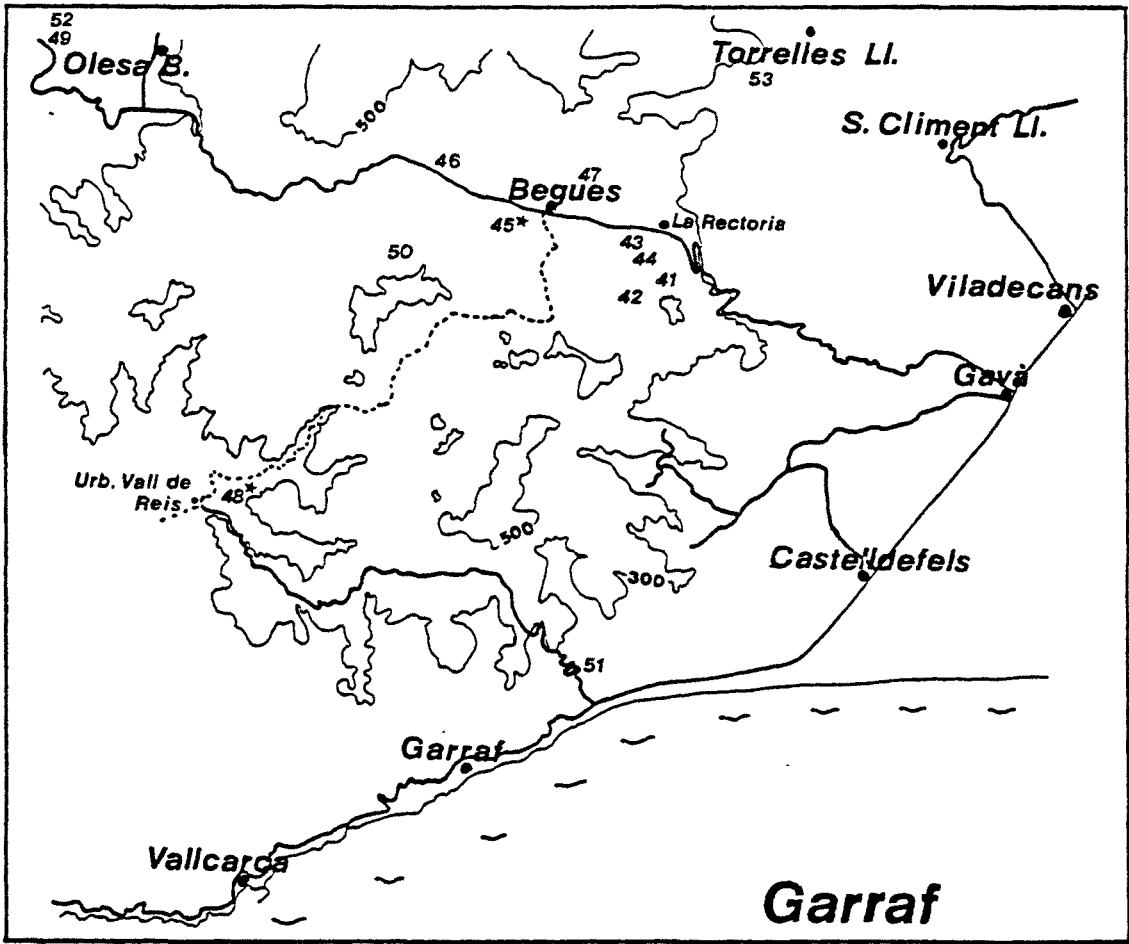 52
49
Olesa B.
500
Torrelles Ll.
53
S. Climent Ll.
46
47
Begues
45*
La Rectoria
43
44
41
42
50
Viladecans
Gavà
Urb. Vall de
Reis
48*
500
300
Castelldefels
51
Garraf
Vallcarca
Garraf